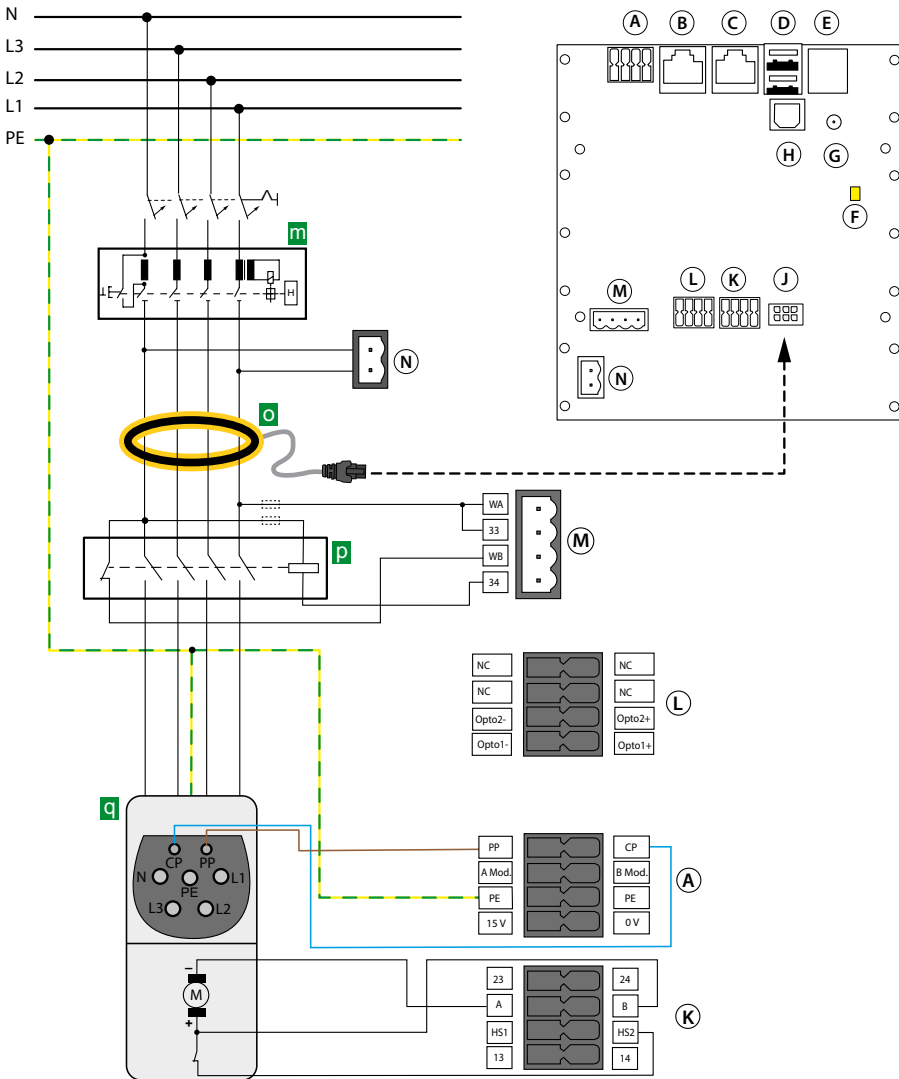 N
L3
L2
L1
PE
A B C D E
H G
F
m
H
M L K J
N
N
o
WA
33
WB
34
M
p
NC NC
NC NC
Opto2- Opto2+
Opto1- Opto1+
L
q
CP PP
N PE L1
L3 L2
PP CP
A Mod. B Mod.
PE PE
15 V 0 V
A
–
M
+
23 24
A B
HS1 HS2
13 14
K